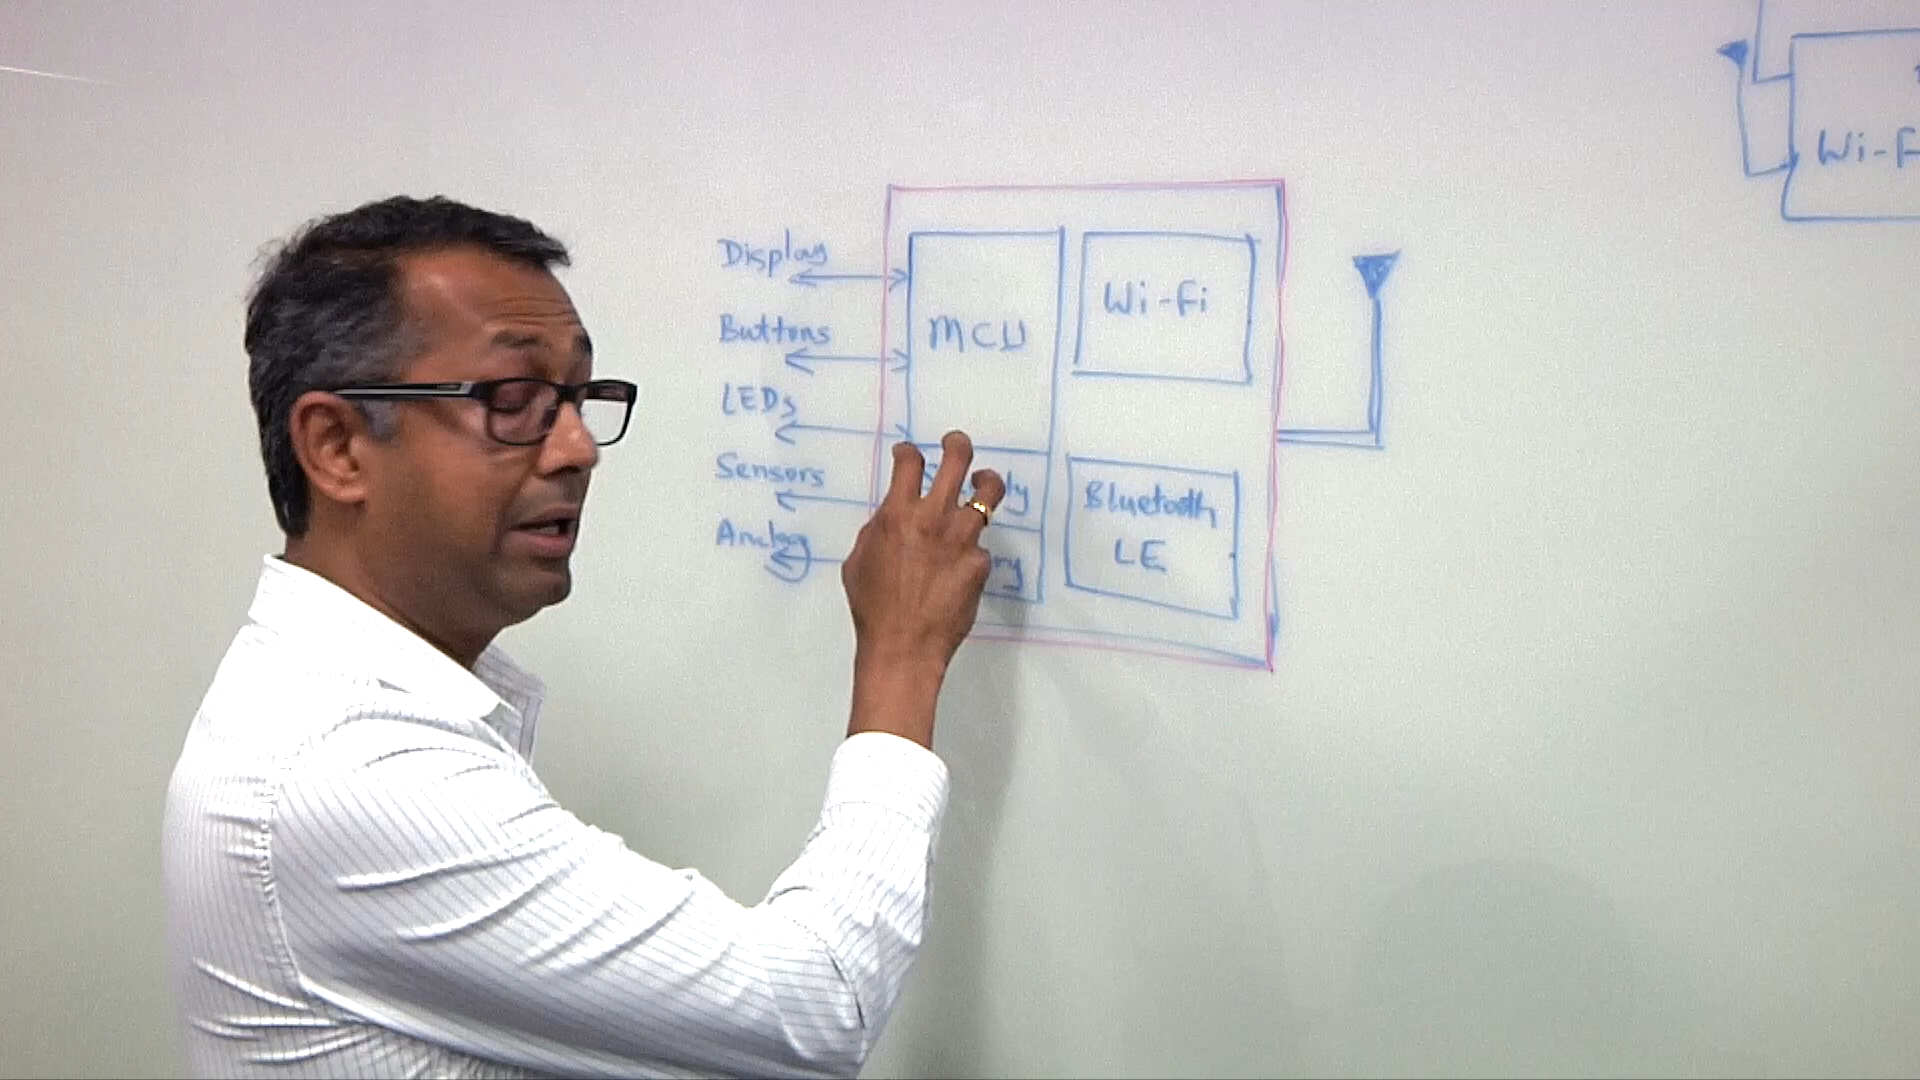 Display
Buttons
LEDs
Sensors
Analog
MCU
Wi-Fi
Bluetooth
LE
Wi-F